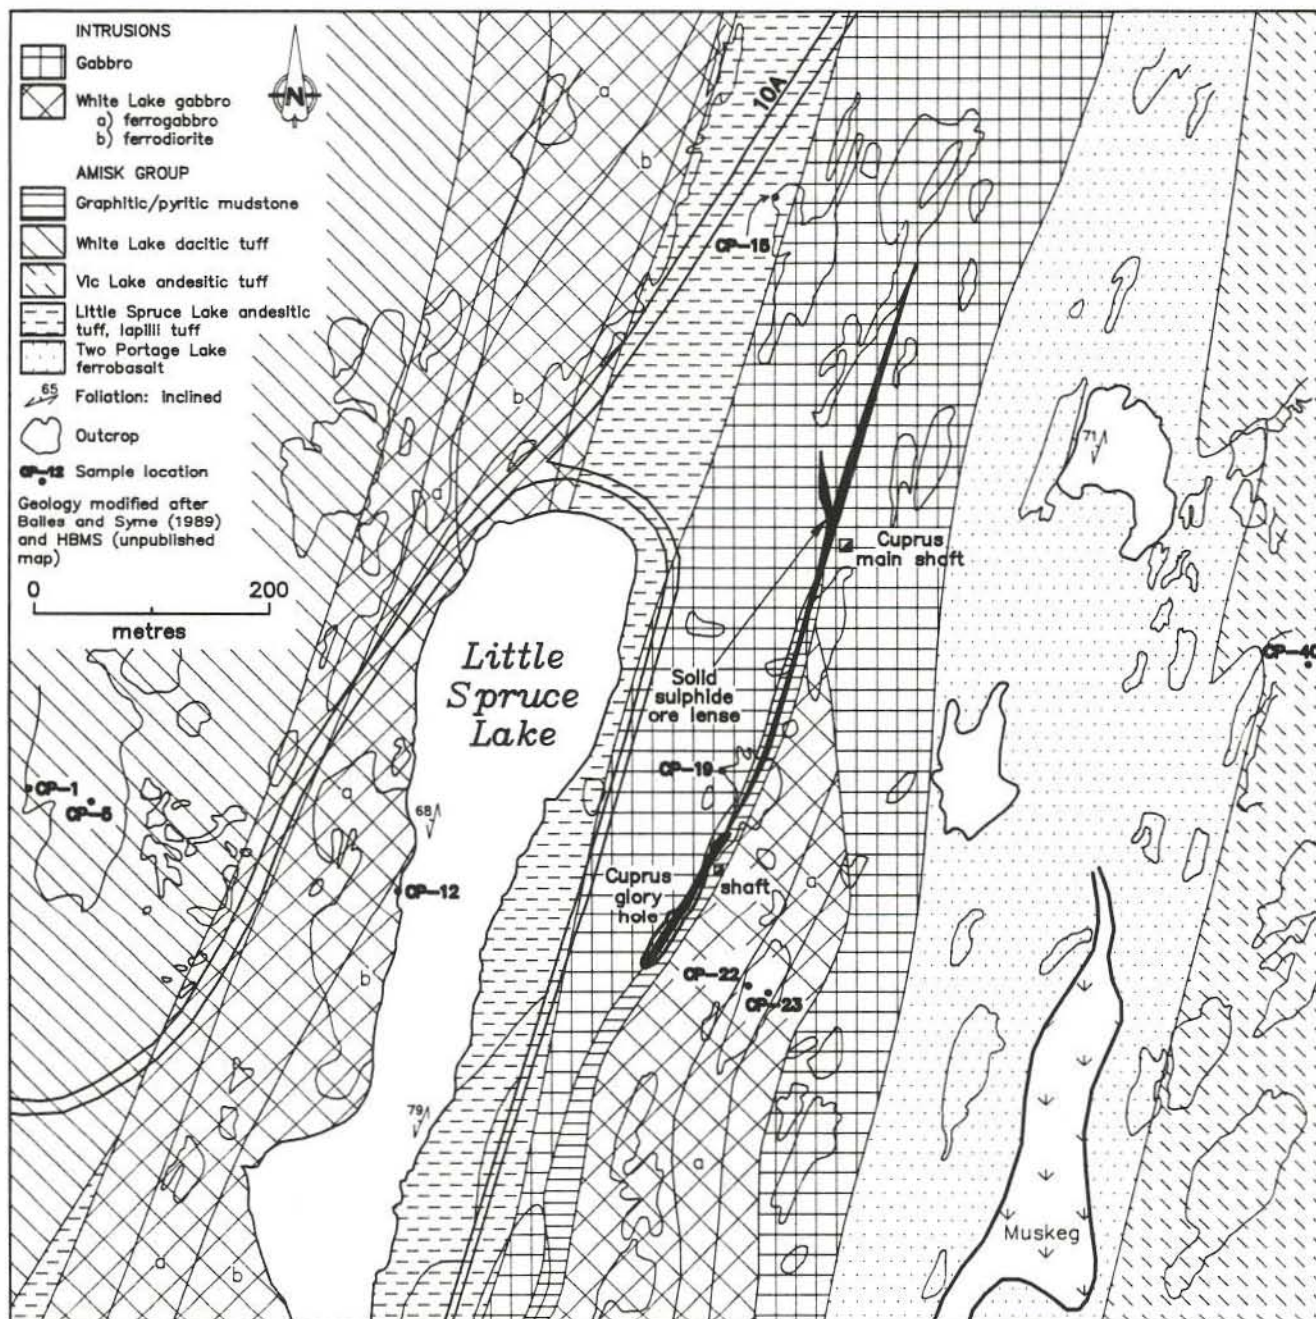 INTRUSIONS
Gabbro
White Lake gabbro
a) ferrogabbro
b) ferrodiorite
N
AMISK GROUP
Graphitic/pyritic mudstone
White Lake dacitic tuff
Vic Lake andesitic tuff
Little Spruce Lake andesitic
tuff, lapilli tuff
Two Portage Lake
ferrobasalt
65
Foliation: Inclined
Outcrop
CP-12 Sample location
Geology modified after
Bailes and Syme (1989)
and HBMS (unpublished
map)
0 200
metres
a
b
10A
CP-15
b
a
71
Cuprus
main shaft
Little
Spruce
Lake
Solid
sulphide
ore lense
CP-40
CP-19
CP-1
CP-5
a
68
CP-12
Cuprus
glory
hole
shaft
a
b
CP-22
CP-23
79
a
a
b
Muskeg